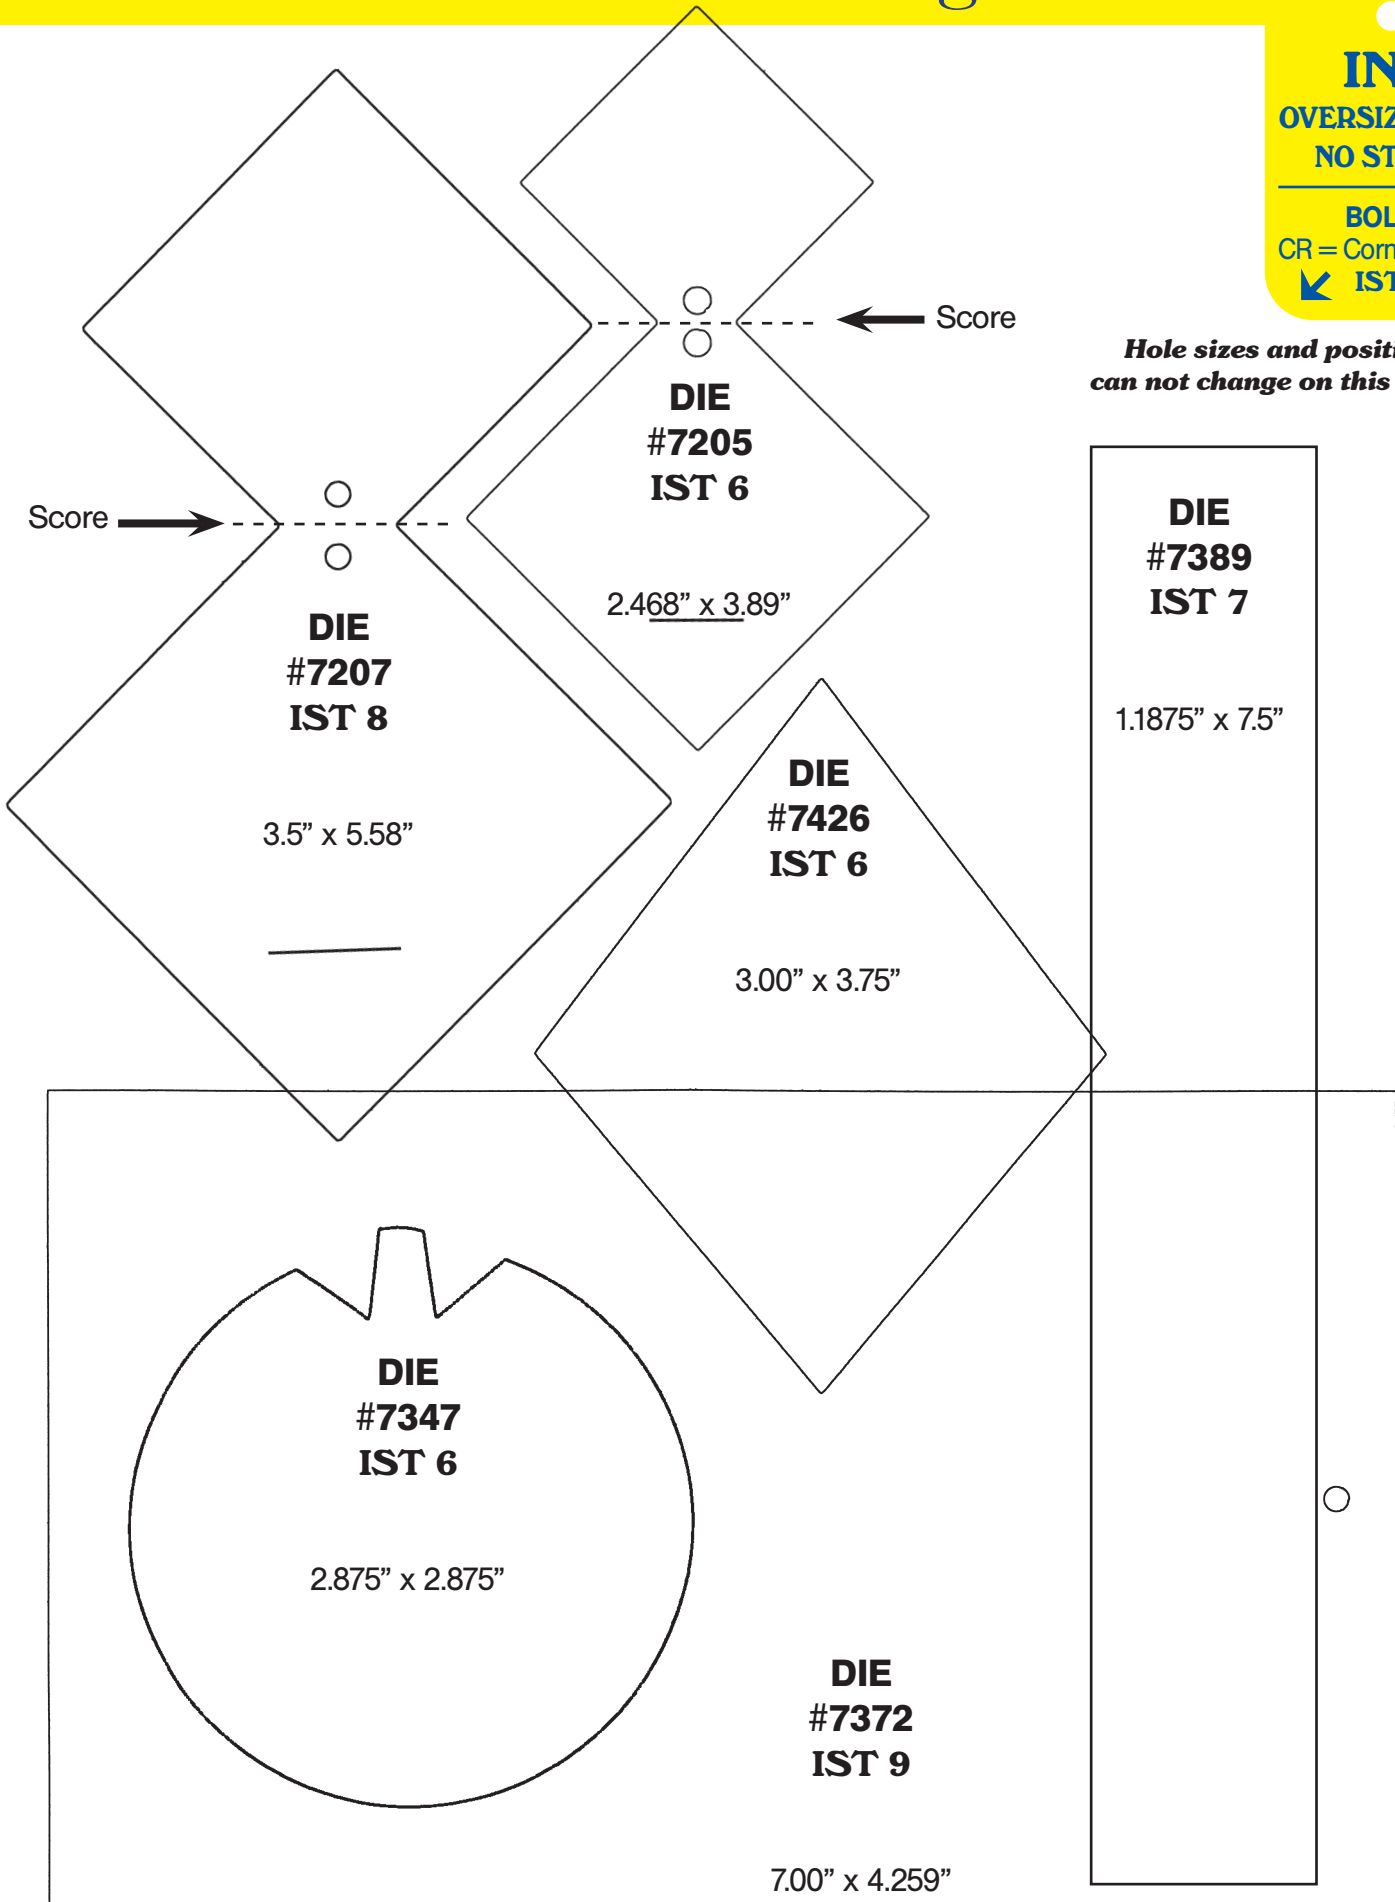 IN
OVERSIZ
NO ST
BOL
CR = Corn
IST
Hole sizes and positi
can not change on this
Score
DIE
#7205
IST 6
2.468” x 3.89”
Score
DIE
#7207
IST 8
3.5” x 5.58”
DIE
#7389
IST 7
1.1875” x 7.5”
DIE
#7426
IST 6
3.00” x 3.75”
DIE
#7347
IST 6
2.875” x 2.875”
DIE
#7372
IST 9
7.00” x 4.259”